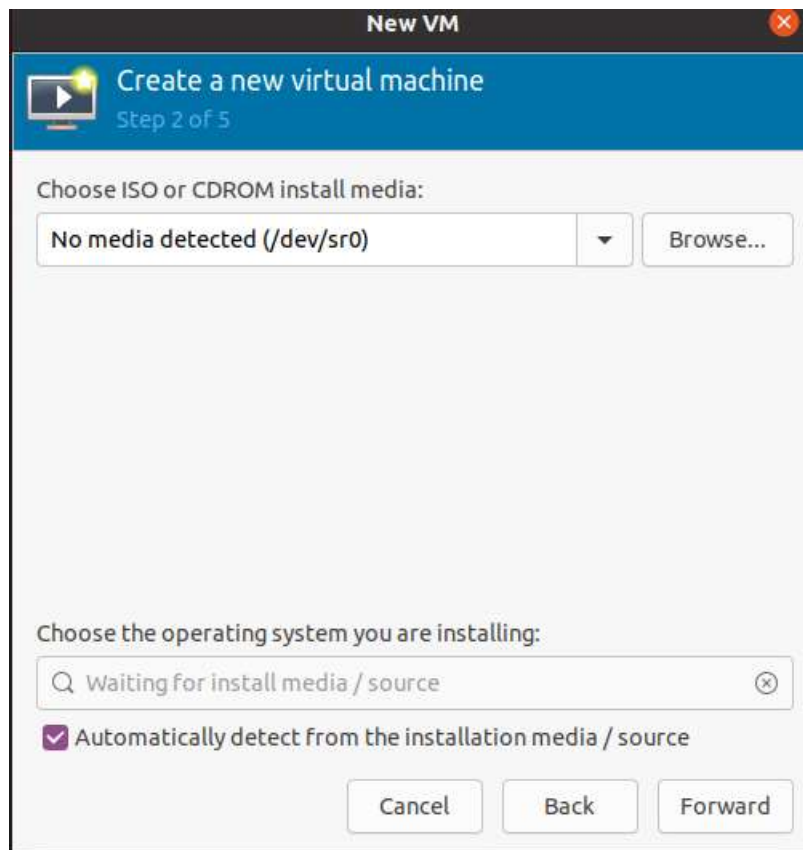 New VM
Create a new virtual machine
Step 2 of 5
Choose ISO or CDROM install media:
No media detected (/dev/sr0)
Browse...
Choose the operating system you are installing:
Waiting for install media / source
Automatically detect from the installation media / source
Cancel
Back
Forward